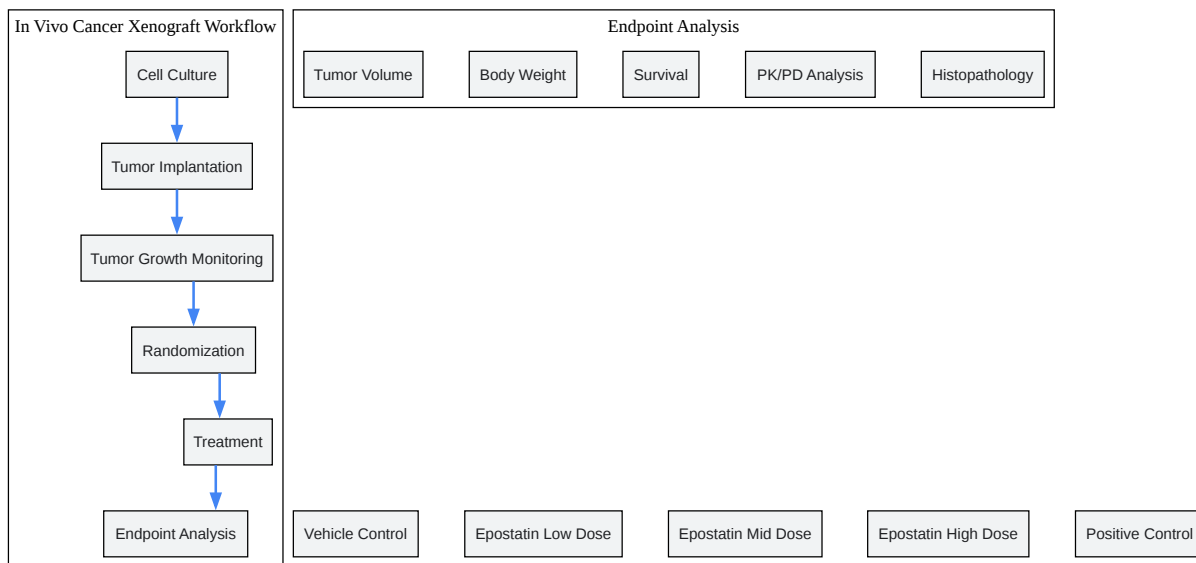 In Vivo Cancer Xenograft Workflow
Cell Culture
Tumor Implantation
Tumor Growth Monitoring
Randomization
Treatment
Endpoint Analysis
Endpoint Analysis
Tumor Volume
Body Weight
Survival
PK/PD Analysis
Histopathology
Vehicle Control
Epostatin Low Dose
Epostatin Mid Dose
Epostatin High Dose
Positive Control